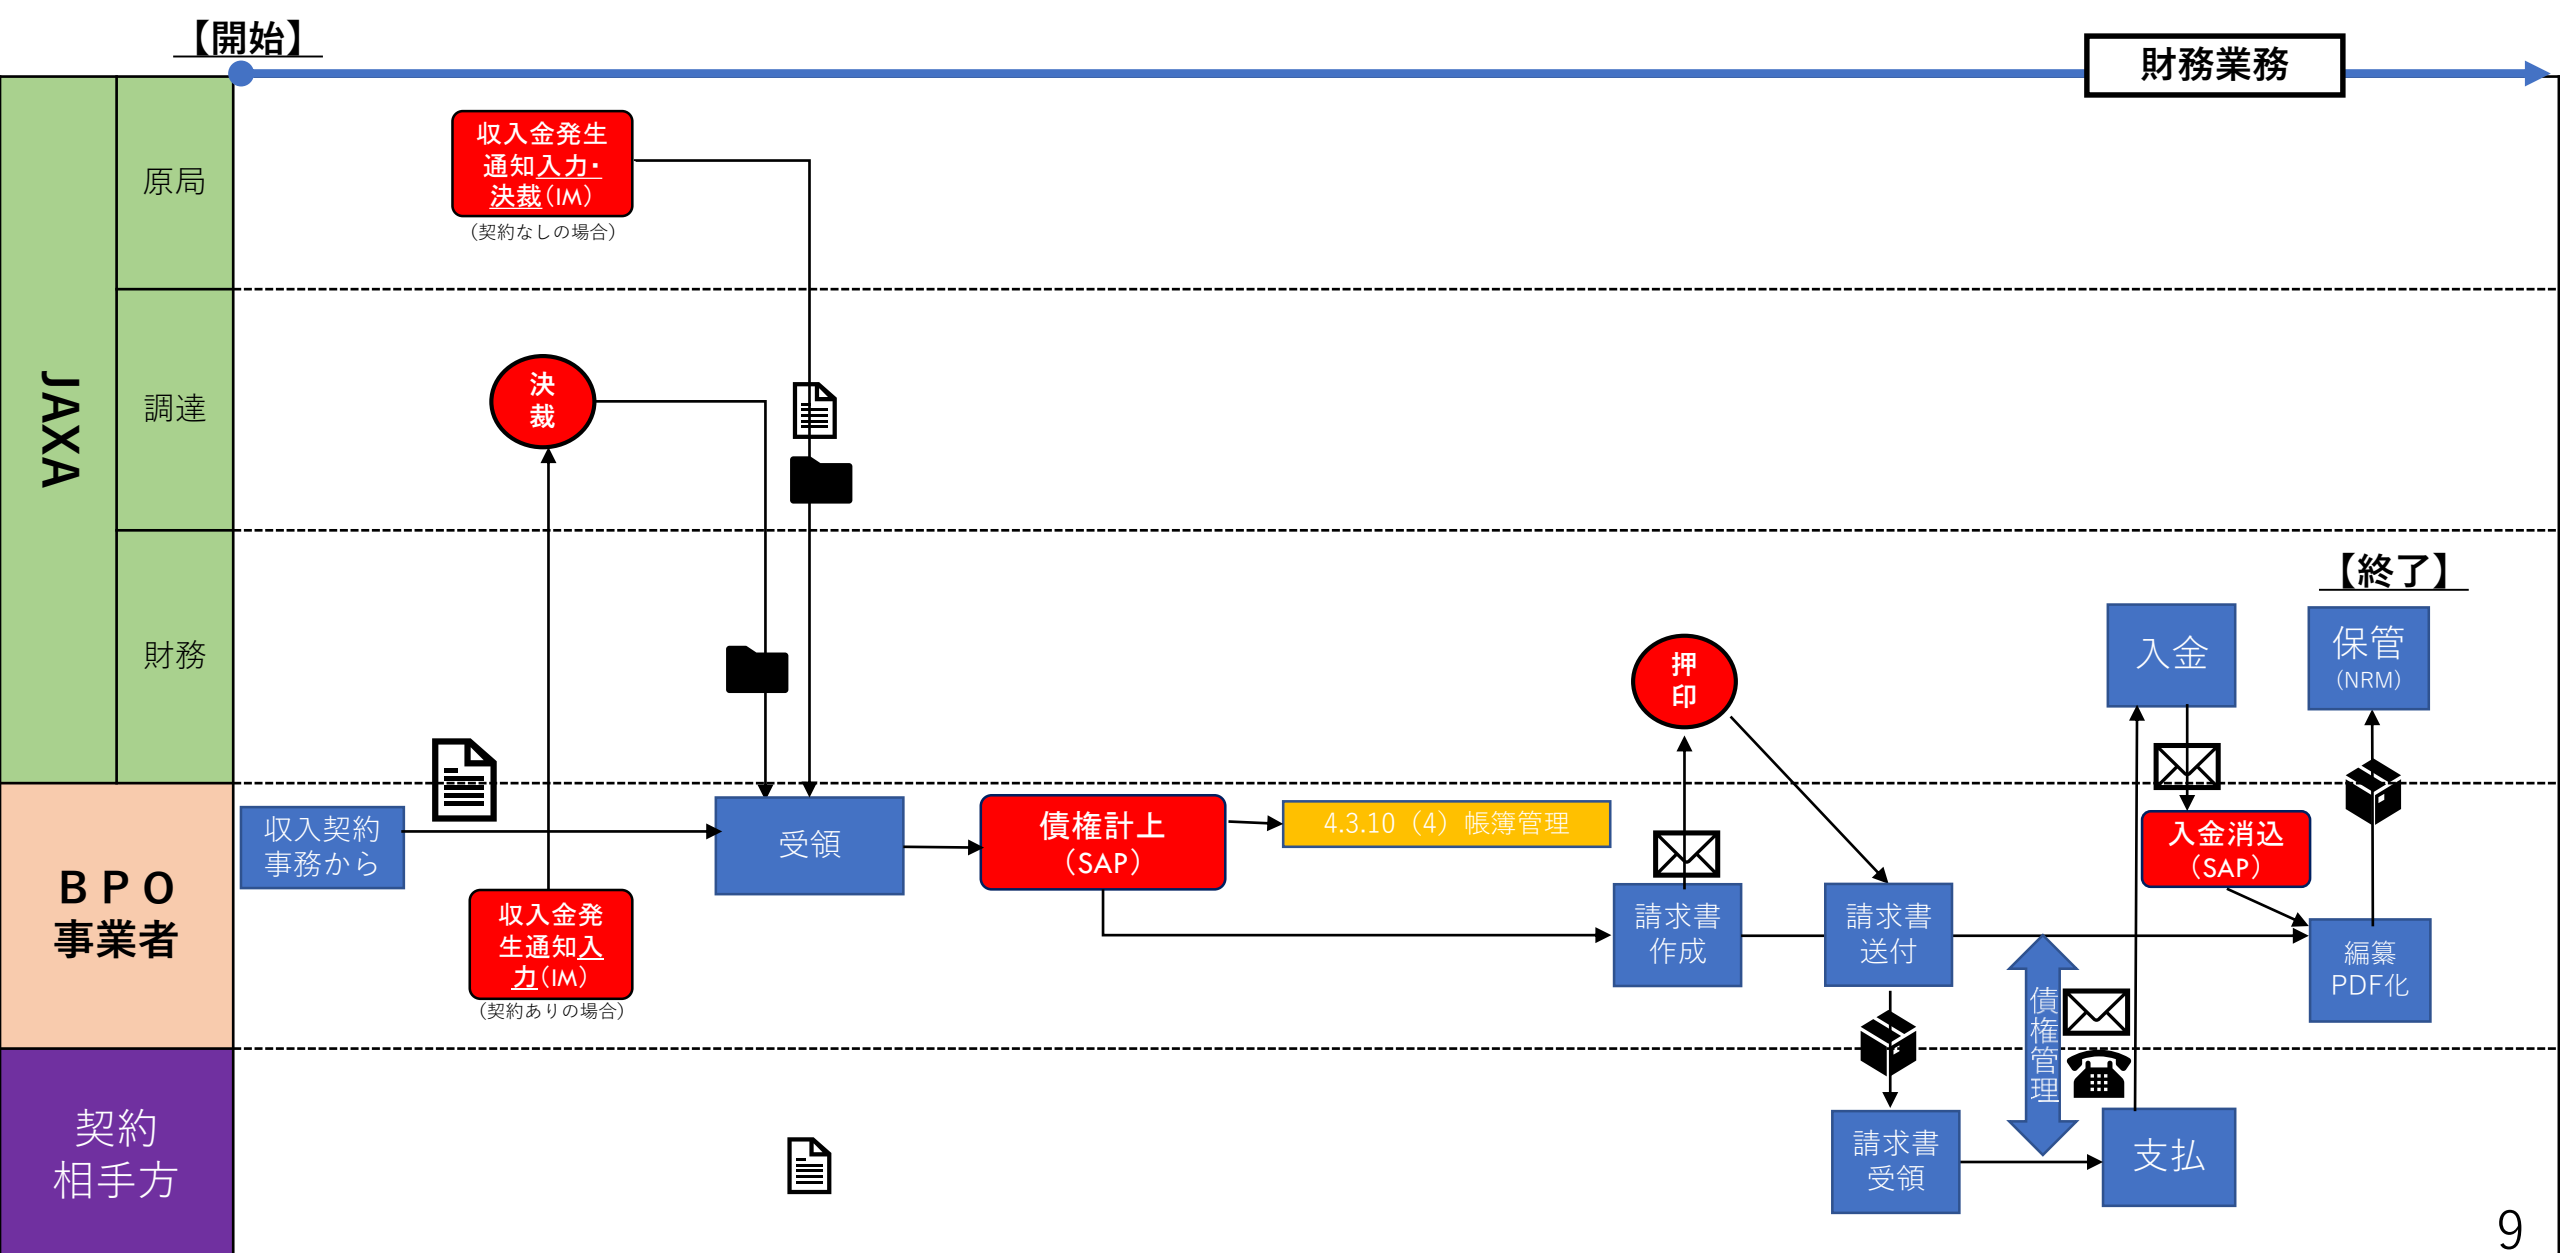 【開始】
財務業務
JAXA
原局
収入金発生
通知入力・
決裁(IM)
(契約なしの場合)
調達
決
裁
財務
【終了】
押
印
入金
保管
(NRM)
BPO
事業者
収入契約
事務から
収入金発
生通知入
力(IM)
(契約ありの場合)
受領
債権計上
(SAP)
4.3.10（4）帳簿管理
請求書
作成
請求書
送付
入金消込
(SAP)
編纂
PDF化
債権管理
契約
相手方
請求書
受領
支払
9